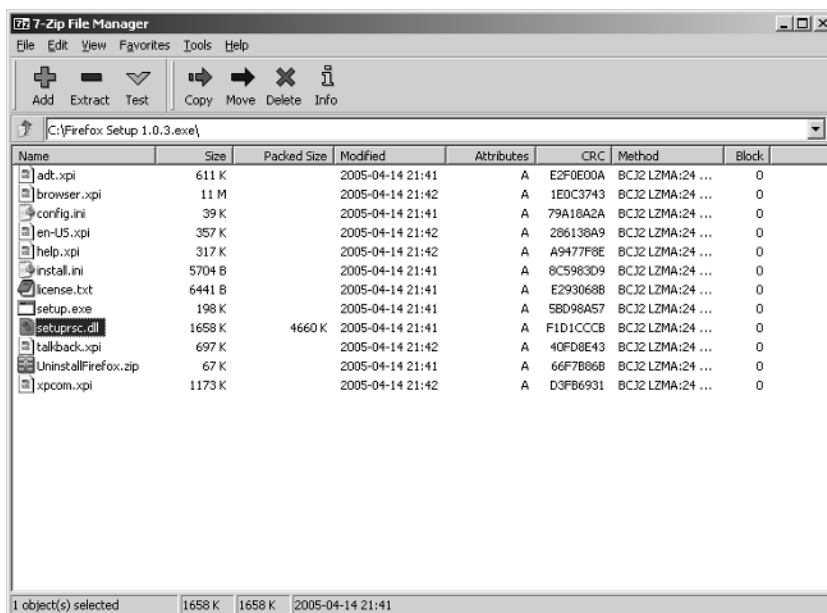 7-Zip File Manager
File Edit View Favorites Tools Help
Add Extract Test Copy Move Delete Info
C:\Firefox Setup 1.0.3.exe\
Name Size Packed Size Modified Attributes CRC Method Block
adt.xpi 611 K 2005-04-14 21:41 A E2F0E00A BCJ2 LZMA:24 ... 0
browser.xpi 11 M 2005-04-14 21:42 A 1E0C3743 BCJ2 LZMA:24 ... 0
config.ini 39 K 2005-04-14 21:41 A 79A18A2A BCJ2 LZMA:24 ... 0
en-US.xpi 357 K 2005-04-14 21:42 A 286138A9 BCJ2 LZMA:24 ... 0
help.xpi 317 K 2005-04-14 21:42 A A9477F8E BCJ2 LZMA:24 ... 0
install.ini 5704 B 2005-04-14 21:41 A 8C5983D9 BCJ2 LZMA:24 ... 0
license.txt 6441 B 2005-04-14 21:41 A E293068B BCJ2 LZMA:24 ... 0
setup.exe 198 K 2005-04-14 21:41 A 5BD98A57 BCJ2 LZMA:24 ... 0
setuprsc.dll 1658 K 4660 K 2005-04-14 21:41 A F1D1CCCB BCJ2 LZMA:24 ... 0
talkback.xpi 697 K 2005-04-14 21:42 A 40FD8E43 BCJ2 LZMA:24 ... 0
UninstallFirefox.zip 67 K 2005-04-14 21:41 A 66F7B86B BCJ2 LZMA:24 ... 0
xpcom.xpi 1173 K 2005-04-14 21:42 A D3FB6931 BCJ2 LZMA:24 ... 0
1 object(s) selected 1658 K 1658 K 2005-04-14 21:41